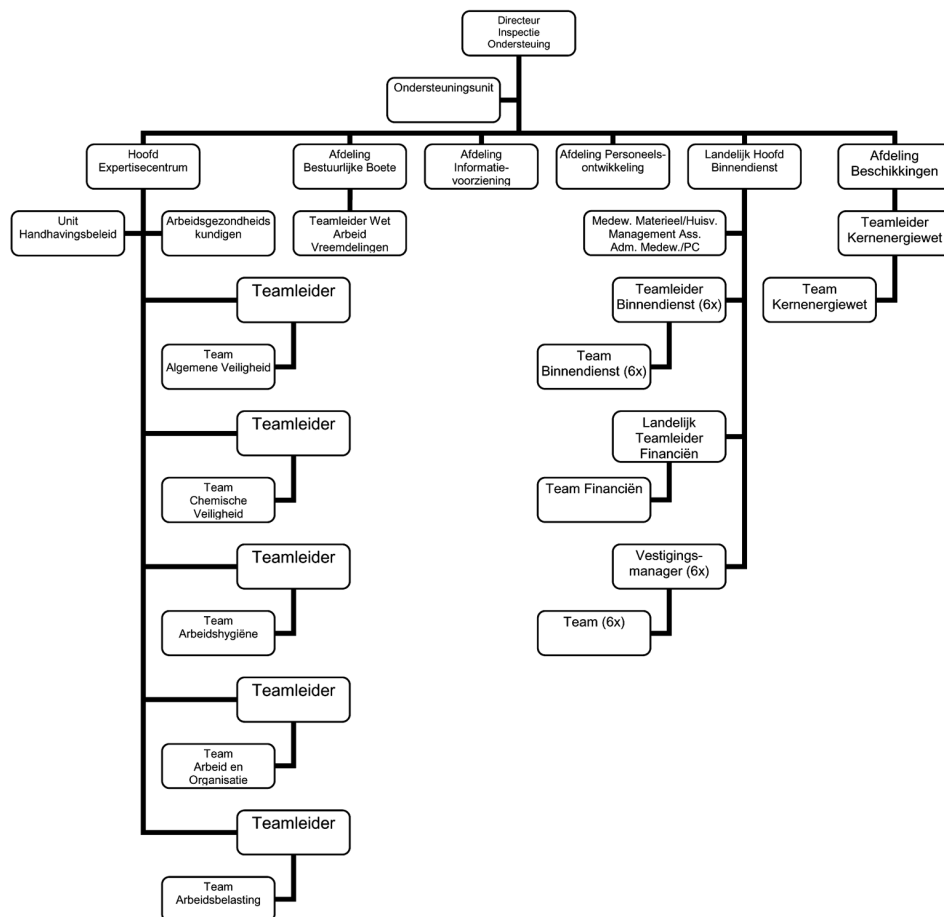 Directeur
Inspectie
Ondersteuing
Ondersteuningsunit
Hoofd
Expertisecentrum
Afdeling
Bestuurlijke Boete
Afdeling
Informatie-
voorziening
Afdeling Personeels-
ontwikkeling
Landelijk Hoofd
Binnendienst
Afdeling
Beschikkingen
Unit
Handhavingsbeleid
Arbeidsgezondheids
kundigen
Teamleider Wet
Arbeid
Vreemdelingen
Medew. Materieel/Huisv.
Management Ass.
Adm. Medew./PC
Teamleider
Kernenergiewet
Teamleider
Teamleider
Binnendienst (6x)
Team
Kernenergiewet
Team
Algemene Veiligheid
Team
Binnendienst (6x)
Teamleider
Landelijk
Teamleider
Financiën
Team
Chemische
Veiligheid
Team Financiën
Teamleider
Vestigings-
manager (6x)
Team
Arbeidshygiëne
Team (6x)
Teamleider
Team
Arbeid en
Organisatie
Teamleider
Team
Arbeidsbelasting